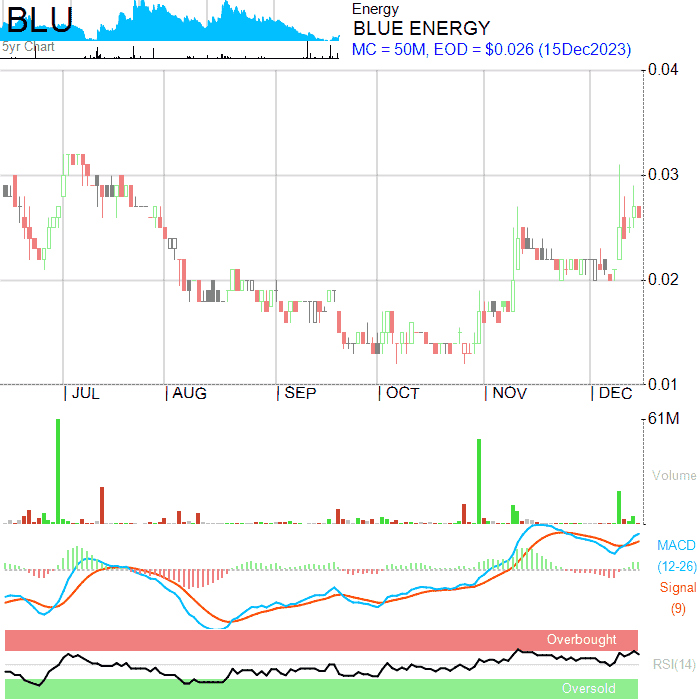 BLU
5yr Chart
Energy
BLUE ENERGY
MC = 50M, EOD = $0.026 (15Dec2023)
0.04
0.03
0.02
0.01
JUL
AUG
SEP
OCT
NOV
DEC
61M
Volume
MACD
(12-26)
Signal
(9)
Overbought
RSI(14)
Oversold